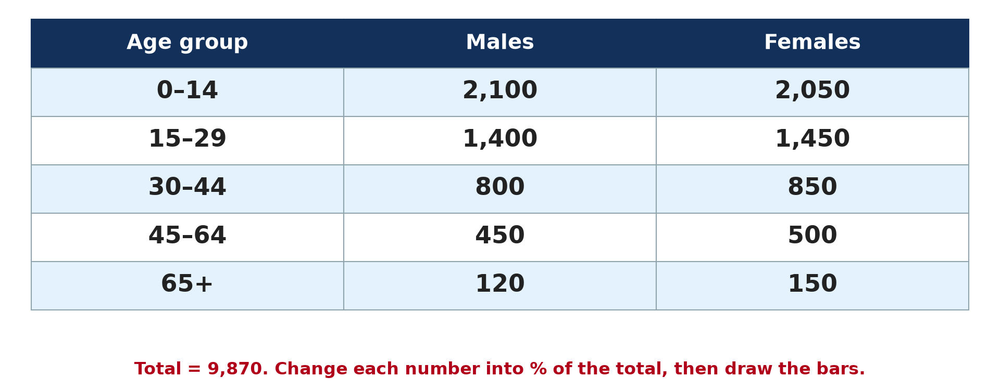 Age group Males Females
0–14 2,100 2,050
15–29 1,400 1,450
30–44 800 850
45–64 450 500
65+ 120 150
Total = 9,870. Change each number into % of the total, then draw the bars.